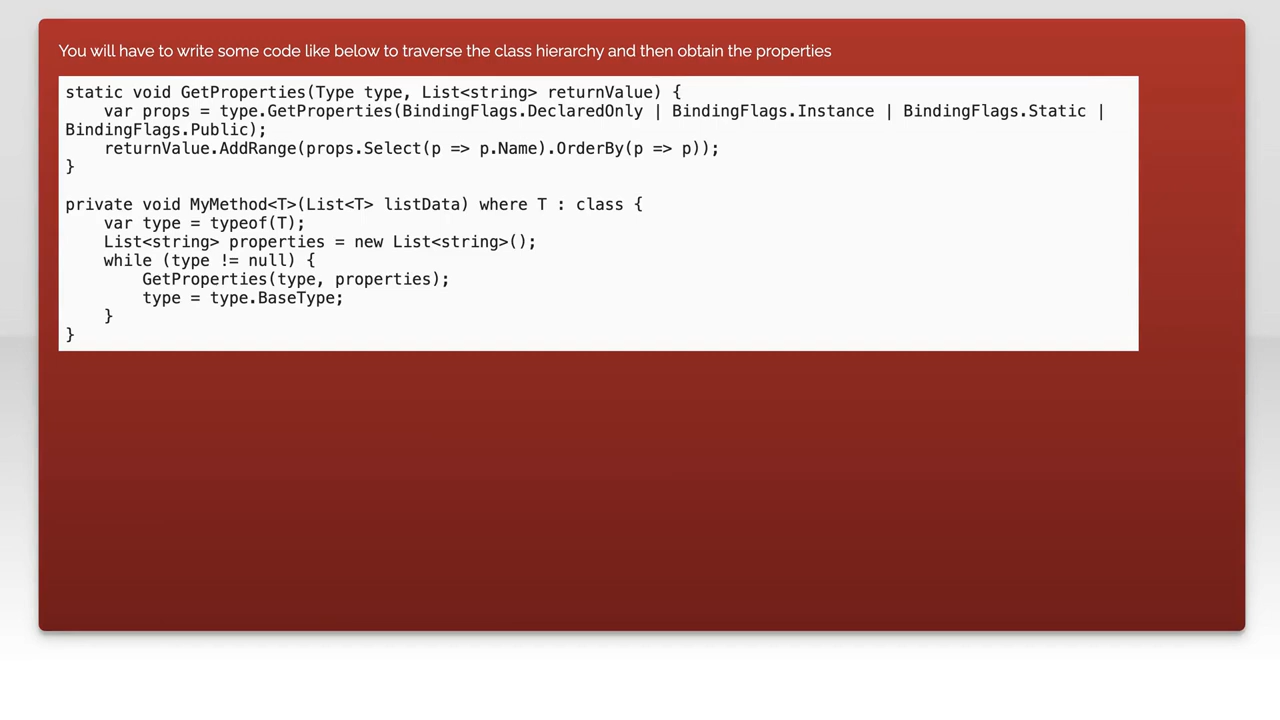 You will have to write some code like below to traverse the class hierarchy and then obtain the properties
static void GetProperties(Type type, List<string> returnValue) {
    var props = type.GetProperties(BindingFlags.DeclaredOnly | BindingFlags.Instance | BindingFlags.Static |
BindingFlags.Public);
    returnValue.AddRange(props.Select(p => p.Name).OrderBy(p => p));
}
private void MyMethod<T>(List<T> listData) where T : class {
    var type = typeof(T);
    List<string> properties = new List<string>();
    while (type != null) {
        GetProperties(type, properties);
        type = type.BaseType;
    }
}